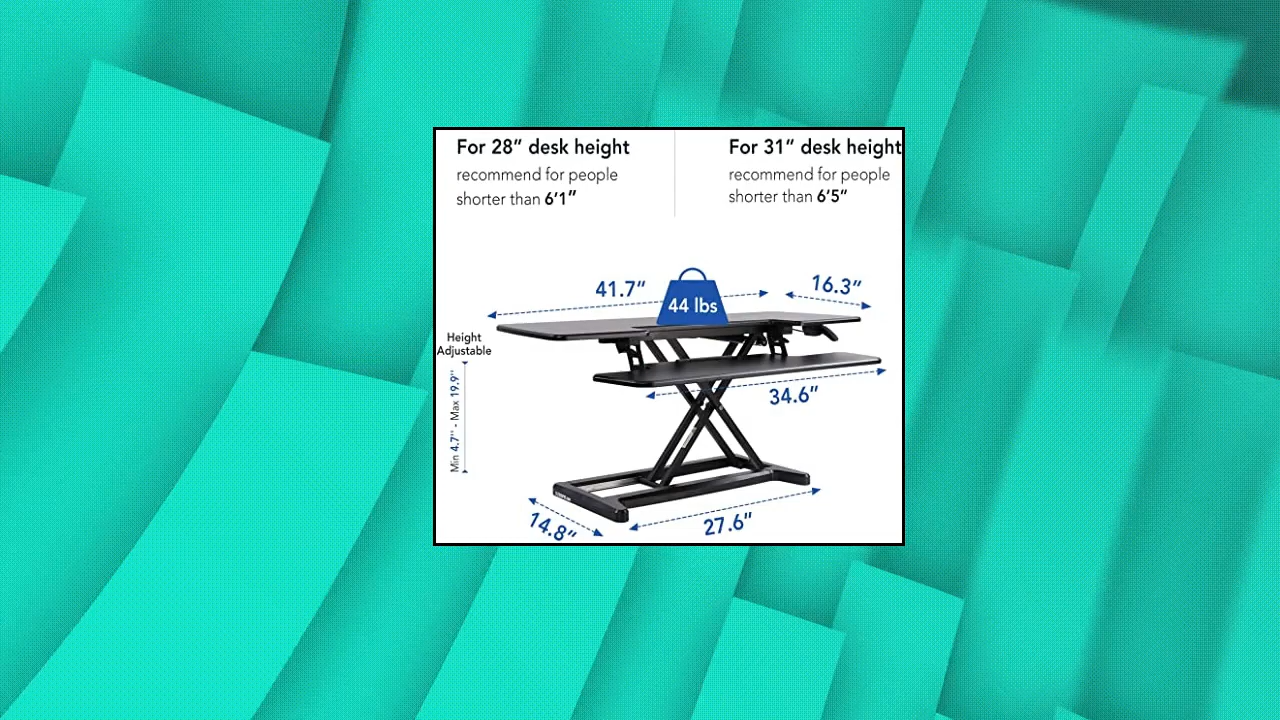 For 28” desk height
recommend for people
shorter than 6’1”
For 31” desk height
recommend for people
shorter than 6’5”
41.7”
44 lbs
16.3”
Height
Adjustable
Min 4.7'' - Max 19.9''
34.6”
14.8”
27.6”